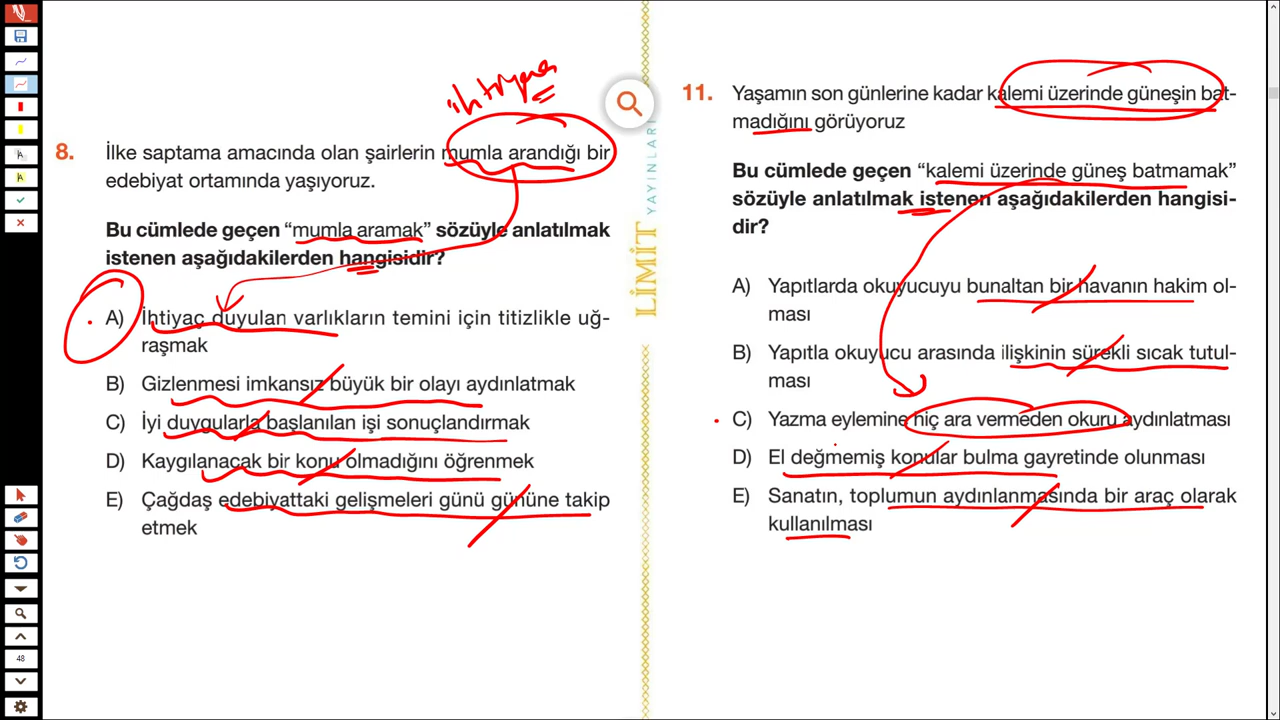 ihtiyaç
8. İlke saptama amacında olan şairlerin mumla arandığı bir
edebiyat ortamında yaşıyoruz.
Bu cümlede geçen “mumla aramak” sözüyle anlatılmak
istenen aşağıdakilerden hangisidir?
A) İhtiyaç duyulan varlıkların temini için titizlikle uğ-
raşmak
B) Gizlenmesi imkansız büyük bir olayı aydınlatmak
C) İyi duygularla başlanılan işi sonuçlandırmak
D) Kaygılanacak bir konu olmadığını öğrenmek
E) Çağdaş edebiyattaki gelişmeleri günü gününe takip
etmek
LİMİT YAYINLARI
11. Yaşamın son günlerine kadar kalemi üzerinde güneşin bat-
madığını görüyoruz
Bu cümlede geçen “kalemi üzerinde güneş batmamak”
sözüyle anlatılmak istenen aşağıdakilerden hangisi-
dir?
A) Yapıtlarda okuyucuyu bunaltan bir havanın hakim ol-
ması
B) Yapıtla okuyucu arasında ilişkinin sürekli sıcak tutul-
ması
C) Yazma eylemine hiç ara vermeden okuru aydınlatması
D) El değmemiş konular bulma gayretinde olunması
E) Sanatın, toplumun aydınlanmasında bir araç olarak
kullanılması
48